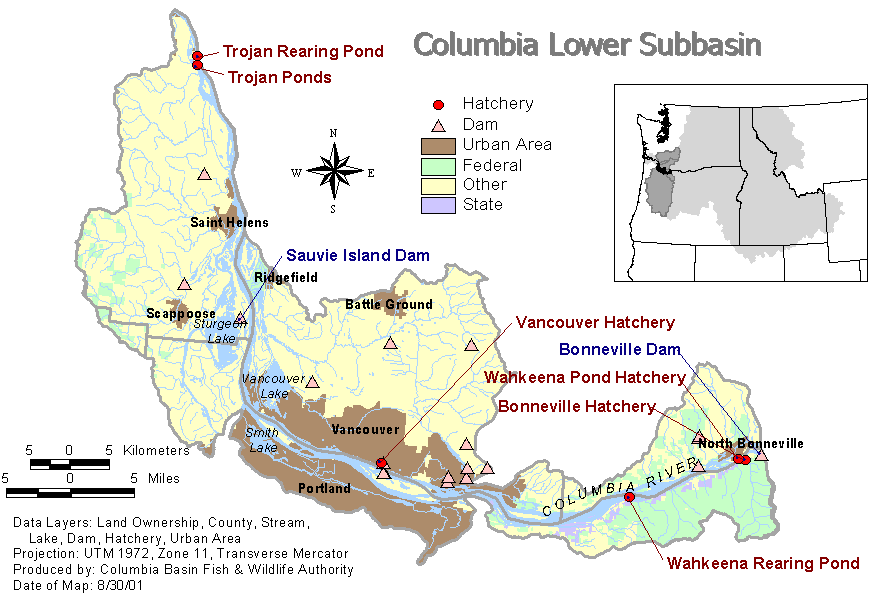 Columbia Lower Subbasin
Trojan Rearing Pond
Trojan Ponds
Hatchery
Dam
Urban Area
Federal
Other
State
N
W
E
S
Saint Helens
Sauvie Island Dam
Ridgefield
Battle Ground
Scappoose
Sturgeon
Lake
Vancouver Hatchery
Bonneville Dam
Wahkeena Pond Hatchery
Bonneville Hatchery
Vancouver
Lake
Vancouver
Smith
Lake
North Bonneville
Portland
COLUMBIA RIVER
5 0 5 Kilometers
5 0 5 Miles
Wahkeena Rearing Pond
Data Layers: Land Ownership, County, Stream,
Lake, Dam, Hatchery, Urban Area
Projection: UTM 1972, Zone 11, Transverse Mercator
Produced by: Columbia Basin Fish & Wildlife Authority
Date of Map: 8/30/01